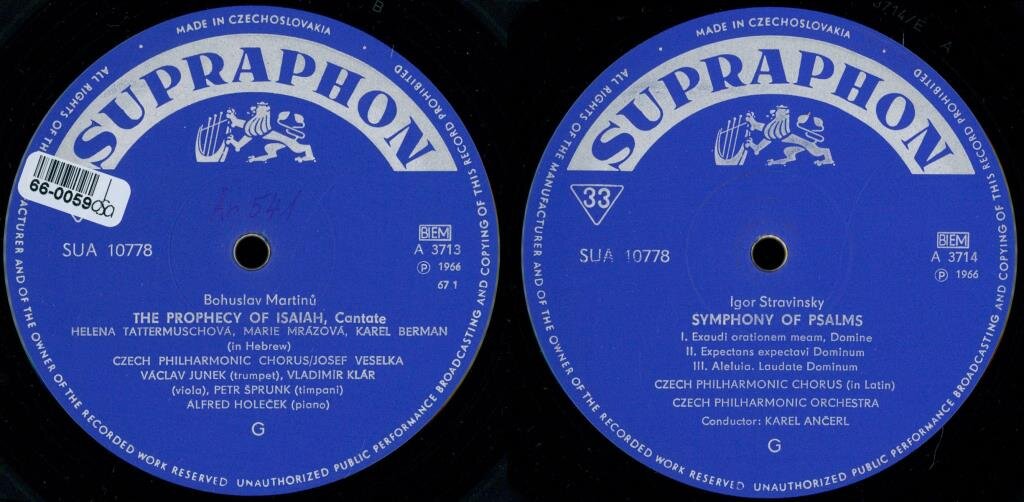 MADE IN CZECHOSLOVAKIA
SUPRAPHON
66-0059
SUA 10778
BIEM
A 3713
Ⓟ 1966
67 1
Bohuslav Martinů
THE PROPHECY OF ISAIAH, Cantate
HELENA TATTERMUSCHOVÁ, MARIE MRÁZOVÁ, KAREL BERMAN
(in Hebrew)
CZECH PHILHARMONIC CHORUS/JOSEF VESELKA
VÁCLAV JUNEK (trumpet), VLADIMÍR KLÁR
(viola), PETR ŠPRUNK (timpani)
ALFRED HOLEČEK (piano)
G
ALL RIGHTS OF THE
ACTURER AND OF THE OWNER OF THE RECORDED WORK RESERVED UNAUTHORIZED PUBLIC PERFORMANCE BROADCASTING AND COPYING OF THIS RECORD PROHIBITED
B
MADE IN CZECHOSLOVAKIA
SUPRAPHON
33
SUA 10778
BIEM
A 3714
Ⓟ 1966
Igor Stravinsky
SYMPHONY OF PSALMS
I. Exaudi orationem meam, Domine
II. Expectans expectavi Dominum
III. Aleluia. Laudate Dominum
CZECH PHILHARMONIC CHORUS (in Latin)
CZECH PHILHARMONIC ORCHESTRA
Conductor: KAREL ANČERL
G
ALL RIGHTS OF THE MANUFACTURER AND OF THE OWNER OF THE RECORDED WORK RESERVED UNAUTHORIZED PUBLIC PERFORMANCE BROADCASTING AND COPYING OF THIS RECORD PROHIBITED
3714/E A